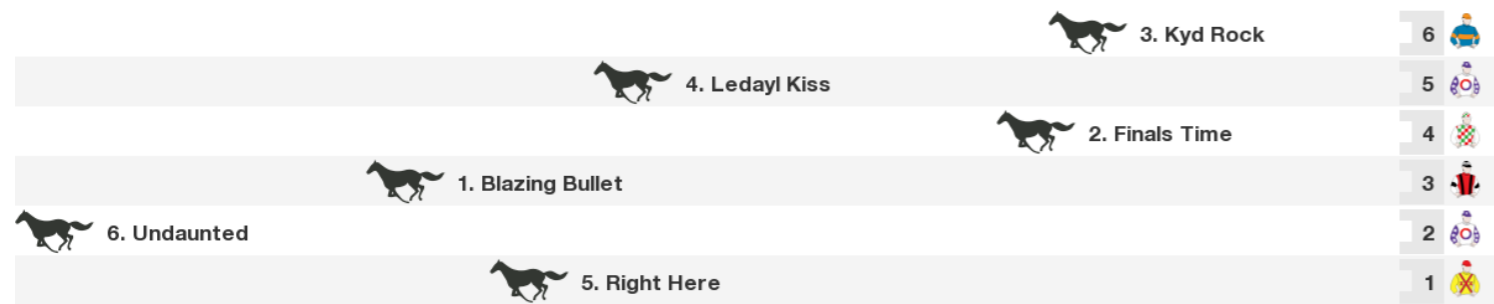 3. Kyd Rock 6
4. Ledayl Kiss 5
2. Finals Time 4
1. Blazing Bullet 3
6. Undaunted 2
5. Right Here 1